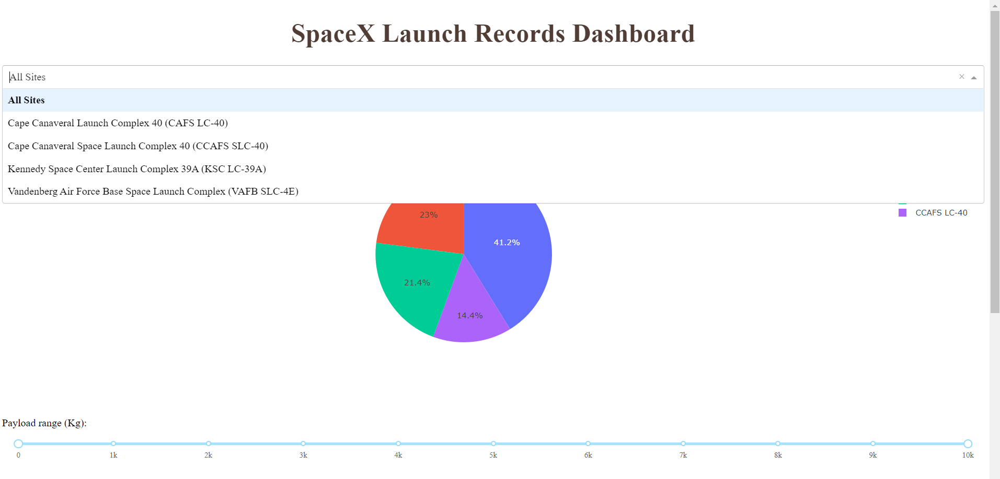 SpaceX Launch Records Dashboard
All Sites
All Sites
Cape Canaveral Launch Complex 40 (CAFS LC-40)
Cape Canaveral Space Launch Complex 40 (CCAFS SLC-40)
Kennedy Space Center Launch Complex 39A (KSC LC-39A)
Vandenberg Air Force Base Space Launch Complex (VAFB SLC-4E)
CCAFS LC-40
23%
41.2%
21.4%
14.4%
Payload range (Kg):
0 1k 2k 3k 4k 5k 6k 7k 8k 9k 10k